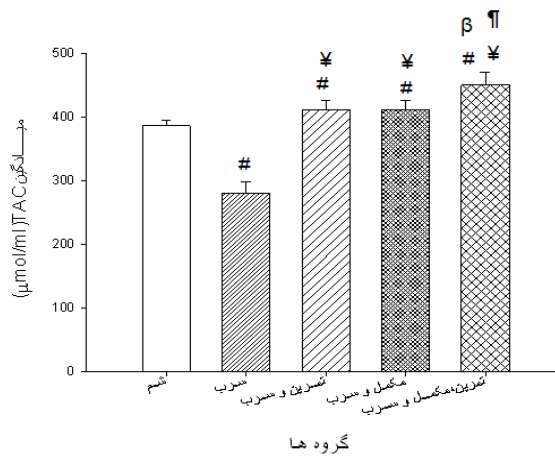 β ¶
¥ ¥ # ¥
# # #
500
400
300
200
100
0
میانگین TAC(μmol/ml)
شم
سرب
تمرین و سرب
مکمل و سرب
تمرین،مکمل و سرب
گروه ها